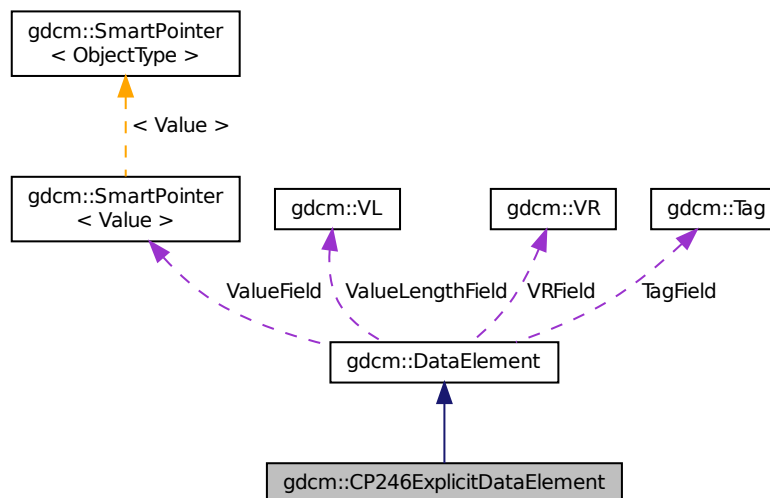 gdcm::SmartPointer
< ObjectType >
< Value >
gdcm::SmartPointer
< Value >
gdcm::VL
gdcm::VR
gdcm::Tag
ValueField
ValueLengthField
VRField
TagField
gdcm::DataElement
gdcm::CP246ExplicitDataElement